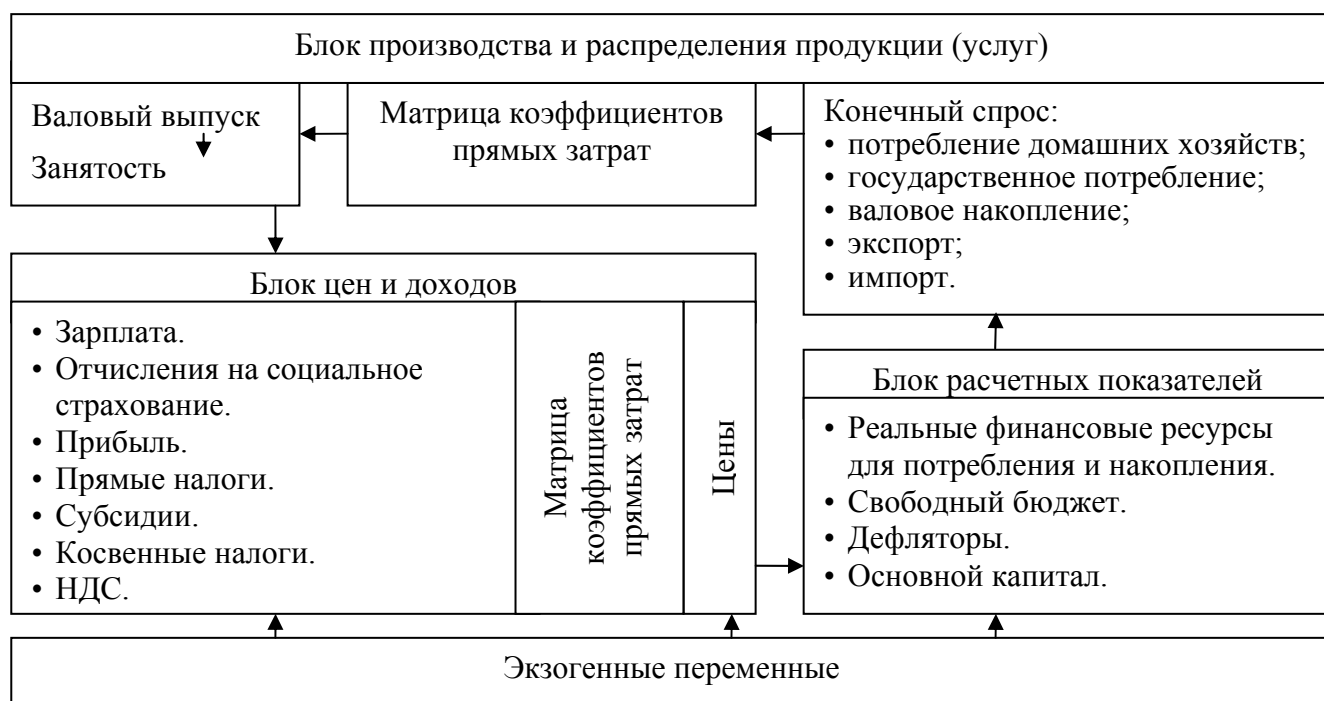 Блок производства и распределения продукции (услуг)
Валовый выпуск
Занятость
Матрица коэффициентов
прямых затрат
Конечный спрос:
• потребление домашних хозяйств;
• государственное потребление;
• валовое накопление;
• экспорт;
• импорт.
Блок цен и доходов
• Зарплата.
• Отчисления на социальное
страхование.
• Прибыль.
• Прямые налоги.
• Субсидии.
• Косвенные налоги.
• НДС.
Матрица
коэффициентов
прямых затрат
Цены
Блок расчетных показателей
• Реальные финансовые ресурсы
для потребления и накопления.
• Свободный бюджет.
• Дефляторы.
• Основной капитал.
Экзогенные переменные